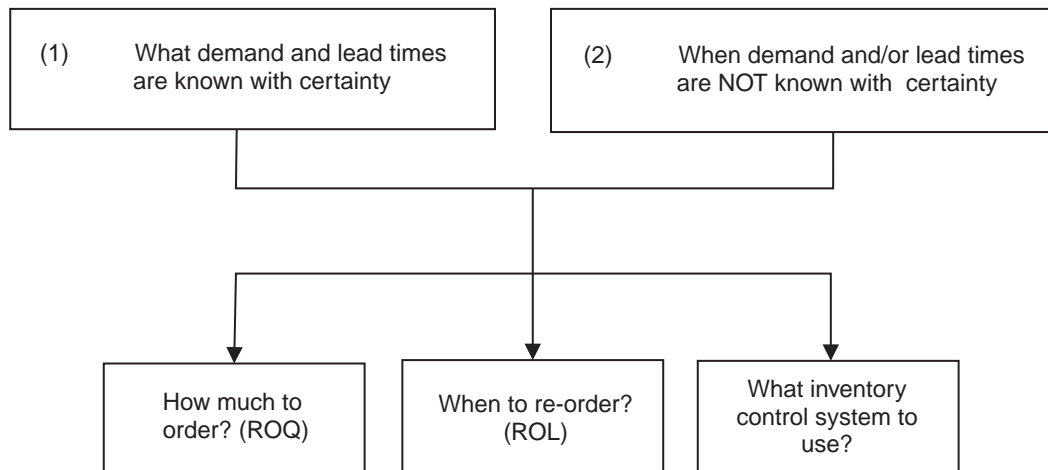 (1) What demand and lead times
are known with certainty
(2) When demand and/or lead times
are NOT known with certainty
How much to
order? (ROQ)
When to re-order?
(ROL)
What inventory
control system to
use?